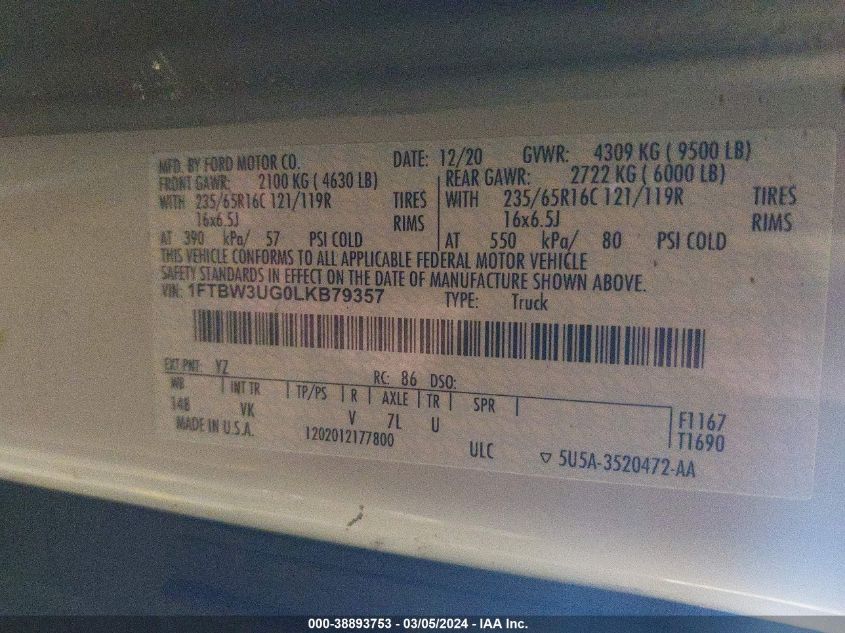 MFD. BY FORD MOTOR CO. DATE: 12/20 GVWR: 4309 KG ( 9500 LB)
FRONT GAWR: 2100 KG ( 4630 LB) REAR GAWR: 2722 KG ( 6000 LB)
WITH 235/65R16C 121/119R TIRES WITH 235/65R16C 121/119R TIRES
16x6.5J RIMS 16x6.5J RIMS
AT 390 kPa/ 57 PSI COLD AT 550 kPa/ 80 PSI COLD
THIS VEHICLE CONFORMS TO ALL APPLICABLE FEDERAL MOTOR VEHICLE
SAFETY STANDARDS IN EFFECT ON THE DATE OF MANUFACTURE SHOWN ABOVE.
VIN: 1FTBW3UG0LKB79357 TYPE: Truck
EXT PNT: YZ RC: 86 DSO:
WB INT TR TP/PS R AXLE TR SPR
148 VK V 7L U F1167
T1690
MADE IN U.S.A. 1202012177800 ULC ▽ 5U5A-3520472-AA
000-38893753 - 03/05/2024 - IAA Inc.